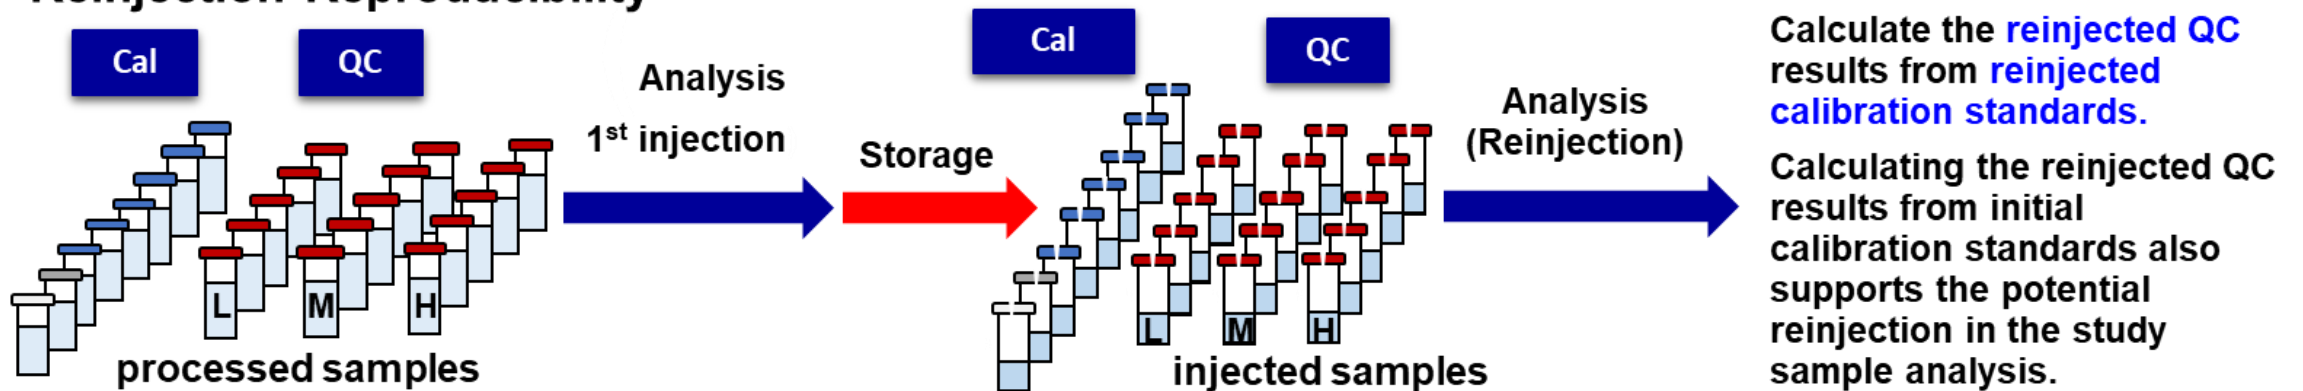 Reinjection Reproducibility
Cal
QC
Analysis
1st injection
L
M
H
processed samples
Storage
Cal
QC
L
M
H
injected samples
Analysis
(Reinjection)
Calculate the reinjected QC
results from reinjected
calibration standards.
Calculating the reinjected QC
results from initial
calibration standards also
supports the potential
reinjection in the study
sample analysis.